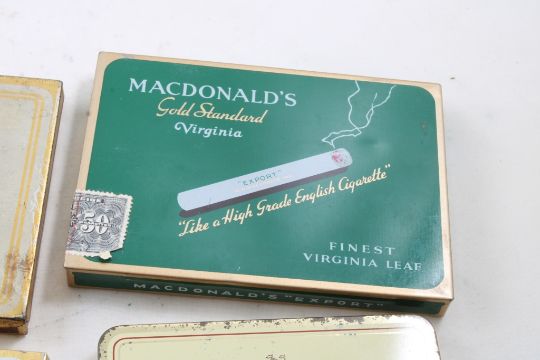 MACDONALD'S
Gold Standard
Virginia
"EXPORT"
"Like a High Grade English Cigarette"
50
FINEST
VIRGINIA LEAF
MACDONALD'S "EXPORT"